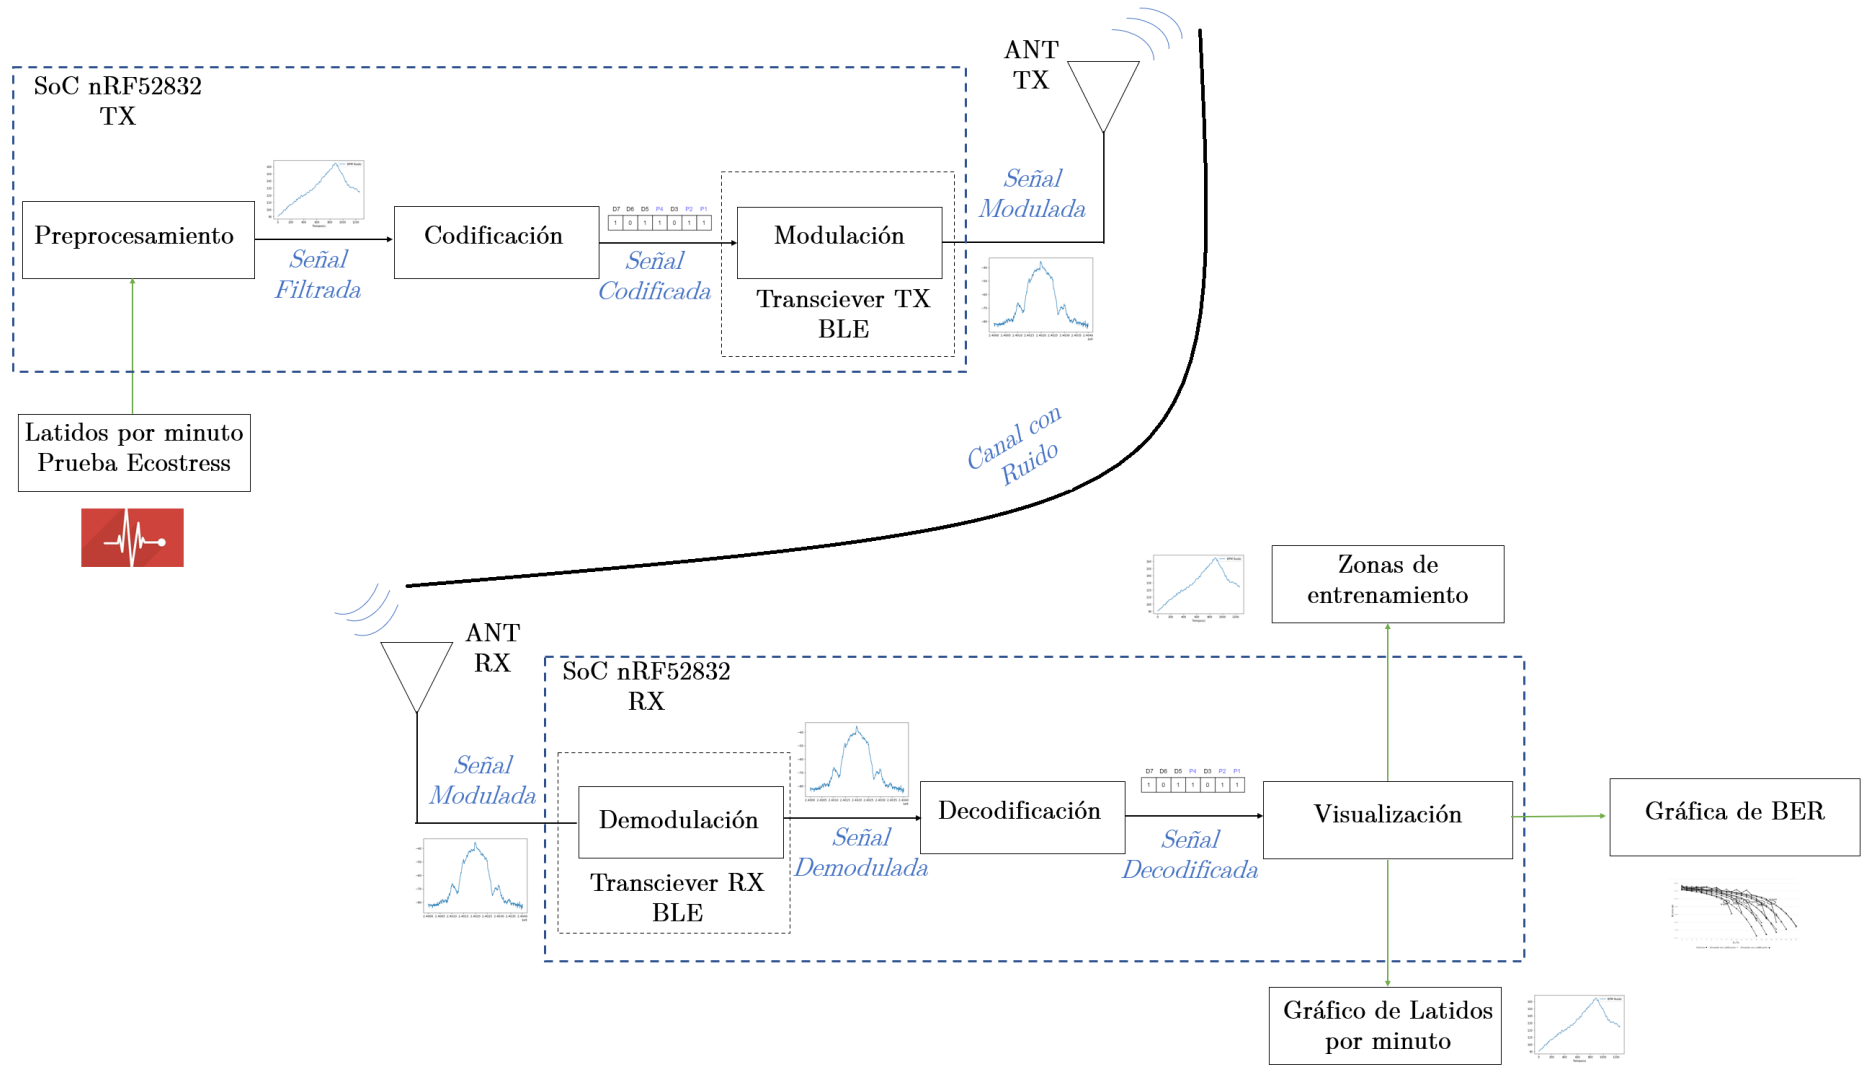 SoC nRF52832
TX
ANT
TX
Preprocesamiento
Señal
Filtrada
Codificación
D7 D6 D5 P4 D3 P2 P1
1 0 1 1 0 1 1
Señal
Codificada
Modulación
Transciever TX
BLE
Señal
Modulada
Latidos por minuto
Prueba Ecostress
Canal con
Ruido
ANT
RX
Señal
Modulada
SoC nRF52832
RX
Demodulación
Transciever RX
BLE
Señal
Demodulada
Decodificación
D7 D6 D5 P4 D3 P2 P1
1 0 1 1 0 1 1
Señal
Decodificada
Visualización
Zonas de
entrenamiento
Gráfica de BER
Gráfico de Latidos
por minuto